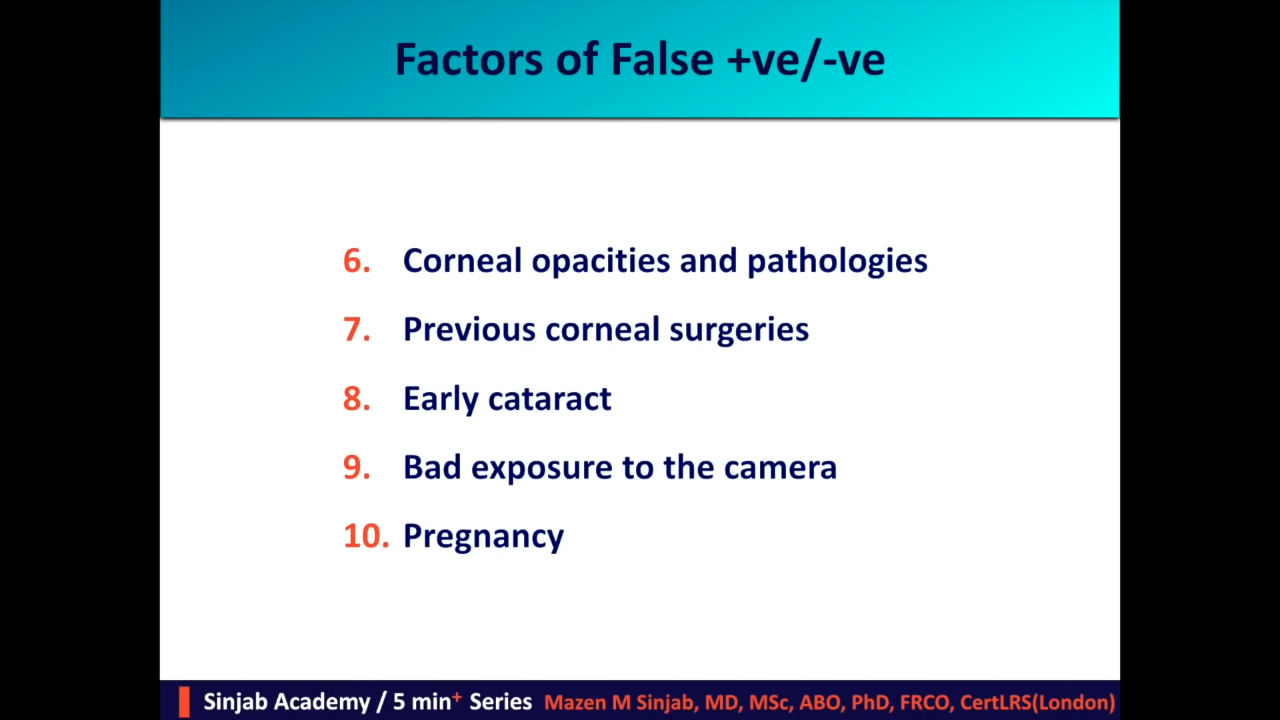 Factors of False +ve/-ve
6. Corneal opacities and pathologies
7. Previous corneal surgeries
8. Early cataract
9. Bad exposure to the camera
10. Pregnancy
Sinjab Academy / 5 min+ Series Mazen M Sinjab, MD, MSc, ABO, PhD, FRCO, CertLRS(London)